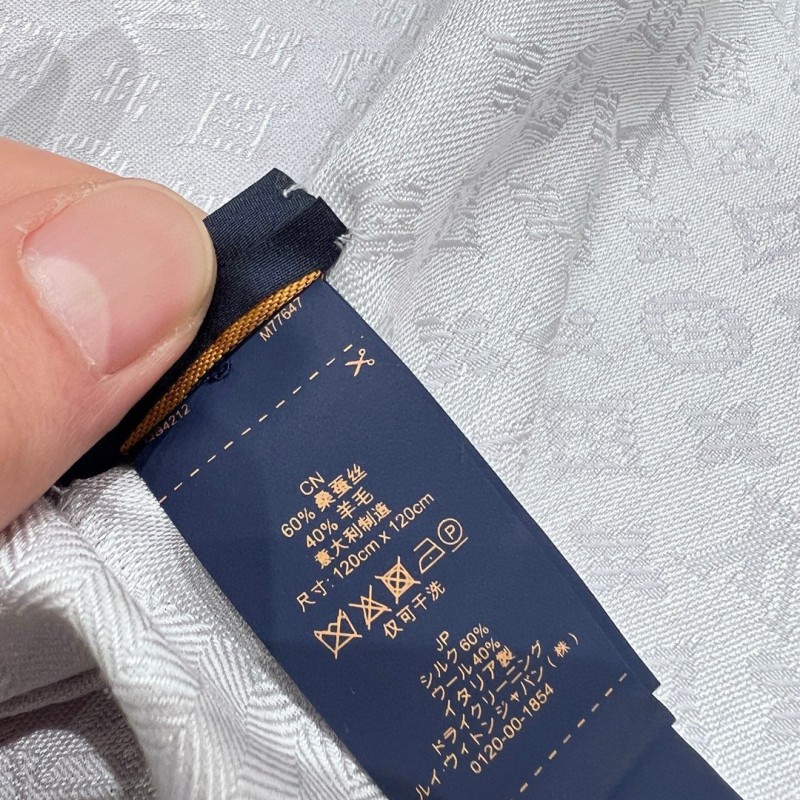 M77647
CN
60% 桑蚕丝
40% 羊毛
意大利制造
尺寸: 120cm x 120cm
P
仅可干洗
JP
シルク 60%
ウール 40%
イタリア製
ドライクリーニング
ルイ・ヴィトンジャパン (株)
0120-00-1854